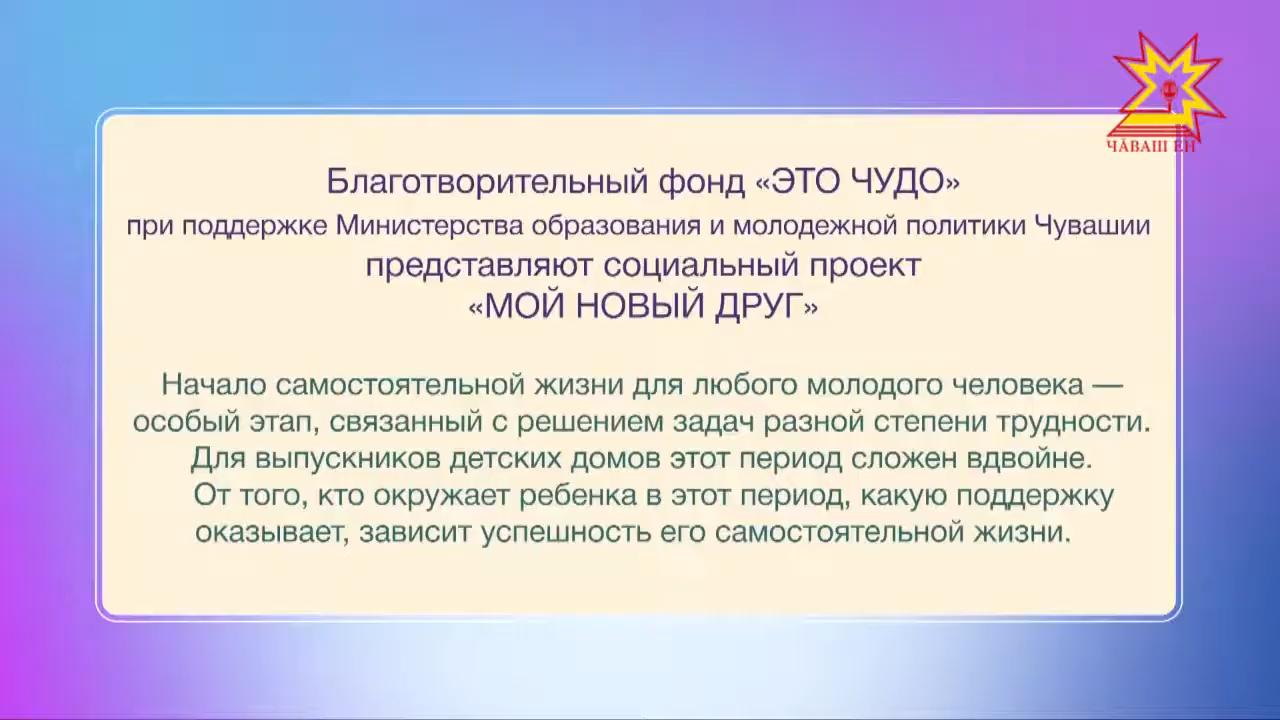 ЧӐВАШ ЕН
Благотворительный фонд «ЭТО ЧУДО»
при поддержке Министерства образования и молодежной политики Чувашии
представляют социальный проект
«МОЙ НОВЫЙ ДРУГ»
Начало самостоятельной жизни для любого молодого человека —
особый этап, связанный с решением задач разной степени трудности.
Для выпускников детских домов этот период сложен вдвойне.
От того, кто окружает ребенка в этот период, какую поддержку
оказывает, зависит успешность его самостоятельной жизни.